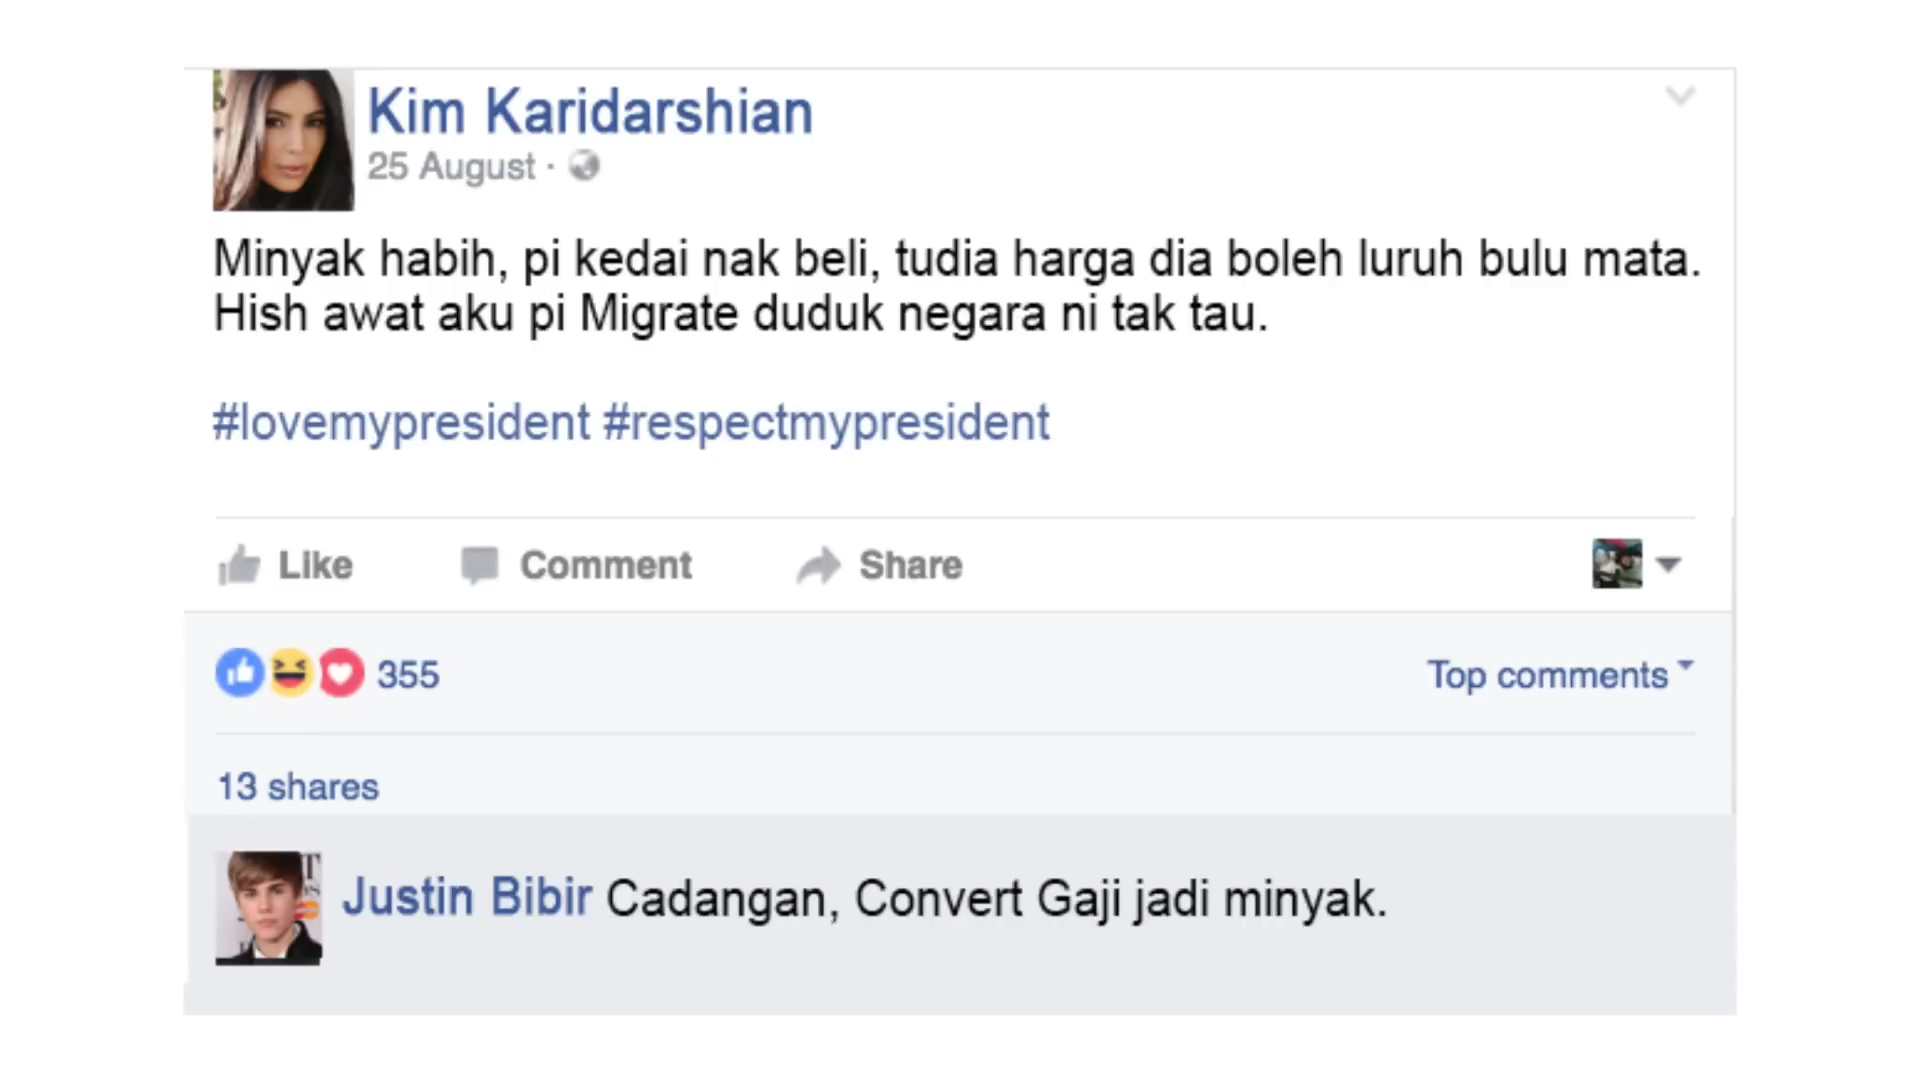 Kim Karidarshian
25 August ·
Minyak habih, pi kedai nak beli, tudia harga dia boleh luruh bulu mata.
Hish awat aku pi Migrate duduk negara ni tak tau.
#lovemypresident #respectmypresident
Like Comment Share
355 Top comments
13 shares
Justin Bibir Cadangan, Convert Gaji jadi minyak.